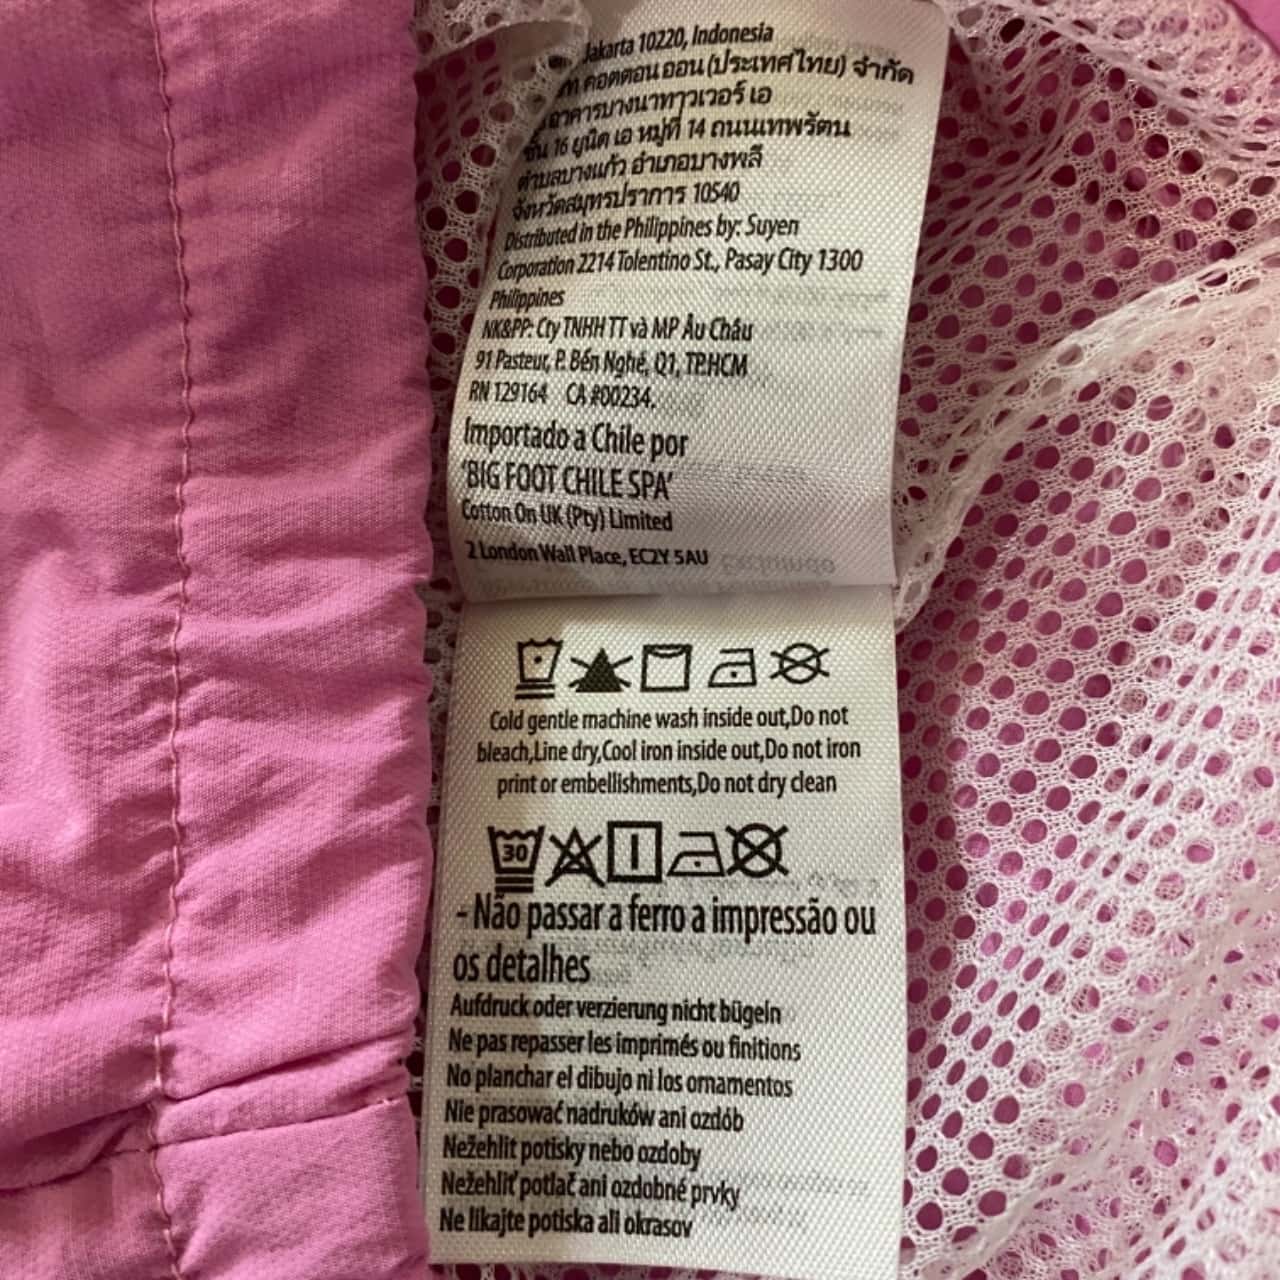 Jakarta 10220, Indonesia
คอตตอน ออน (ประเทศไทย) จำกัด
อาคารบางนาทาวเวอร์ เอ
ชั้น 16 ยูนิต เอ หมู่ที่ 14 ถนนเทพรัตน
ตำบลบางแก้ว อำเภอบางพลี
จังหวัดสมุทรปราการ 10540
Distributed in the Philippines by: Suyen
Corporation 2214 Tolentino St., Pasay City 1300
Philippines
NK&PP: Cty TNHH TT và MP Âu Châu
91 Pasteur, P. Bến Nghé, Q1, TP.HCM
RN 129164 CA #00234.
Importado a Chile por
'BIG FOOT CHILE SPA'
Cotton On UK (Pty) Limited
2 London Wall Place, EC2Y 5AU
Cold gentle machine wash inside out,Do not
bleach,Line dry,Cool iron inside out,Do not iron
print or embellishments,Do not dry clean
30
- Não passar a ferro a impressão ou
os detalhes
Aufdruck oder verzierung nicht bügeln
Ne pas repasser les imprimés ou finitions
No planchar el dibujo ni los ornamentos
Nie prasować nadruków ani ozdób
Nežehlit potisky nebo ozdoby
Nežehliť potlač ani ozdobné prvky
Ne likajte potiska ali okrasov